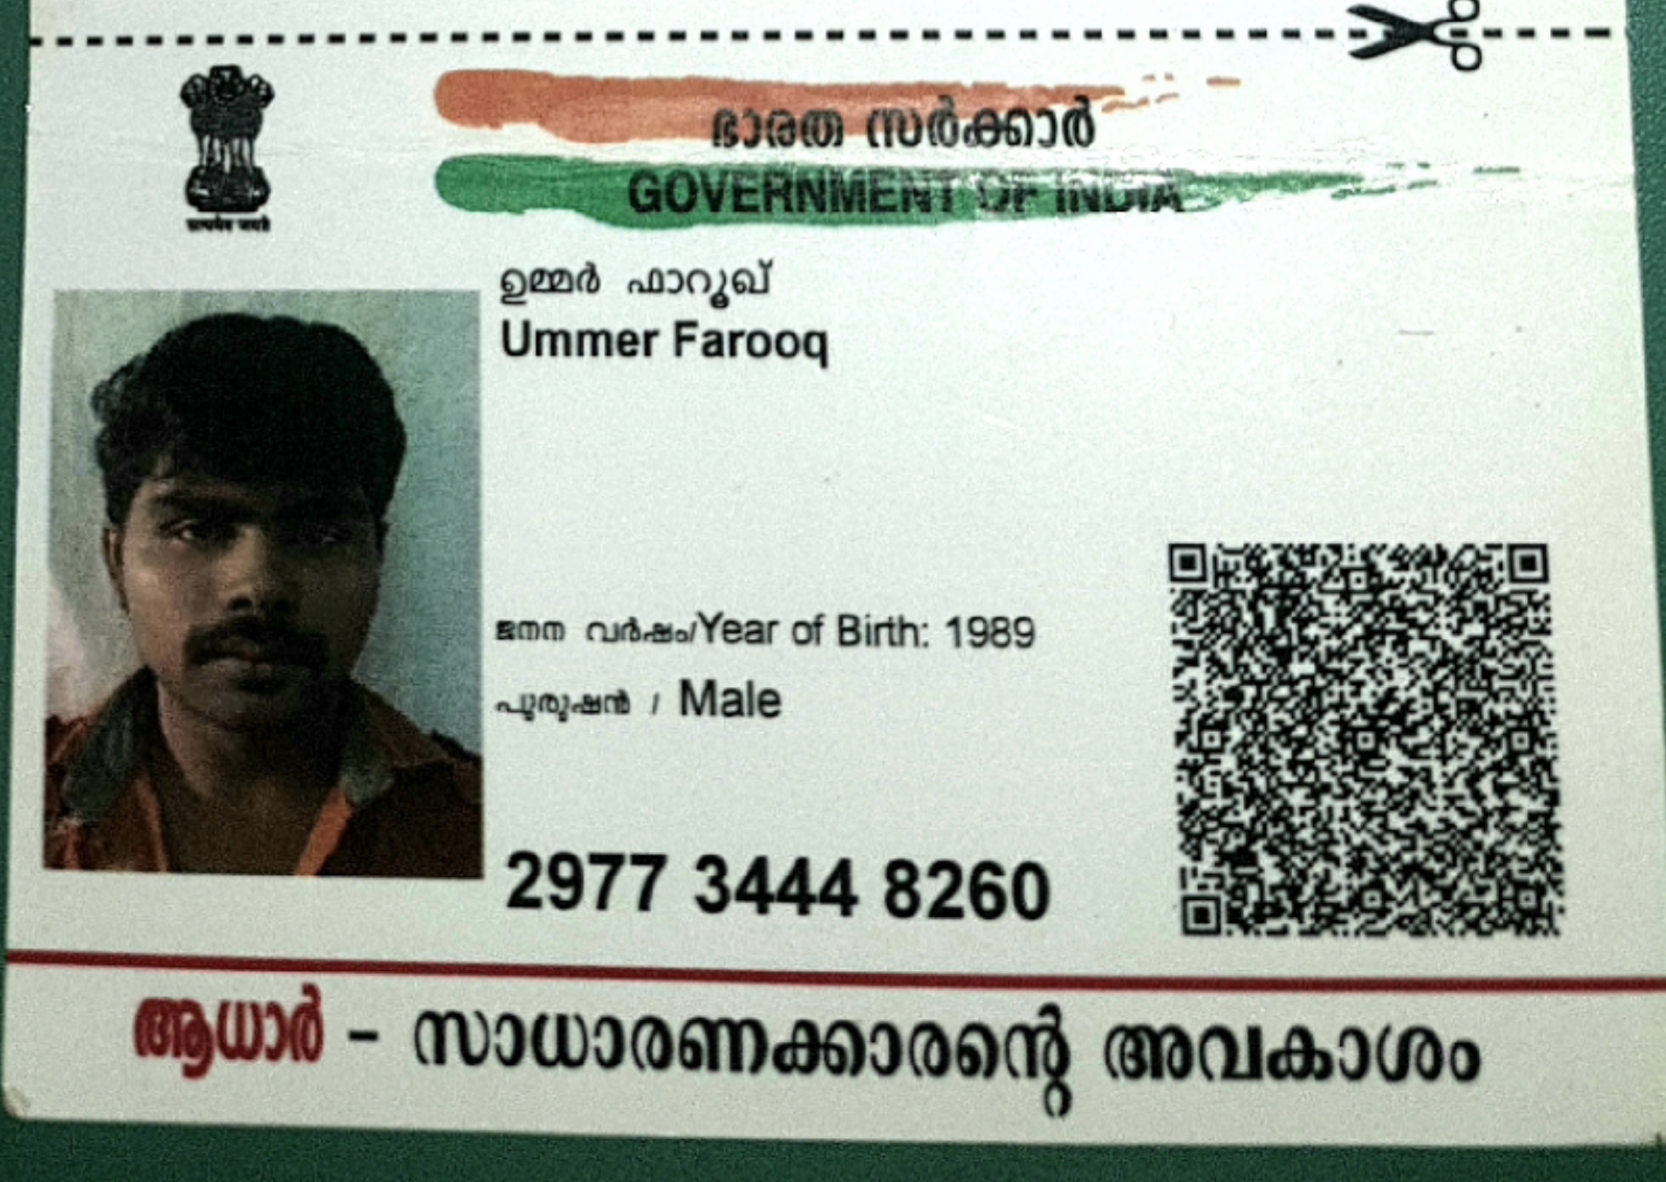 सत्यमेव जयते
ഭാരത സർക്കാർ
GOVERNMENT OF INDIA
ഉമ്മർ ഫാറൂഖ്
Ummer Farooq
ജനന വർഷം/Year of Birth: 1989
പുരുഷൻ / Male
2977 3444 8260
ആധാർ - സാധാരണക്കാരന്റെ അവകാശം